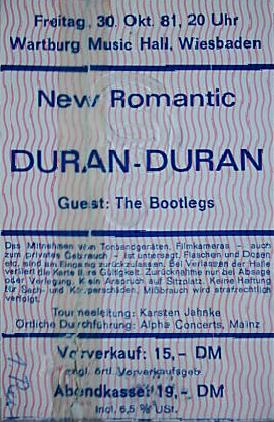 Freitag, 30. Okt. 81, 20 Uhr
Wartburg Music Hall, Wiesbaden
New Romantic
DURAN-DURAN
Guest: The Bootlegs
Das Mitnehmen von Tonbandgeräten, Filmkameras – auch
zum privaten Gebrauch – ist untersagt. Flaschen und Dosen
etc. sind am Eingang zurückzulassen. Bei Verlassen der Halle
verliert die Karte ihre Gültigkeit. Zurücknahme nur bei Absage
oder Verlegung. Kein Anspruch auf Sitzplatz. Keine Haftung
für Sach- und Körperschäden. Mißbrauch wird strafrechtlich
verfolgt.
Tourneeleitung: Karsten Jahnke
Örtliche Durchführung: Alpha Concerts, Mainz
Vorverkauf: 15,- DM
zzgl. örtl. Vorverkaufsgeb.
Abendkasse: 19,- DM
Incl. 6,5 % USt.